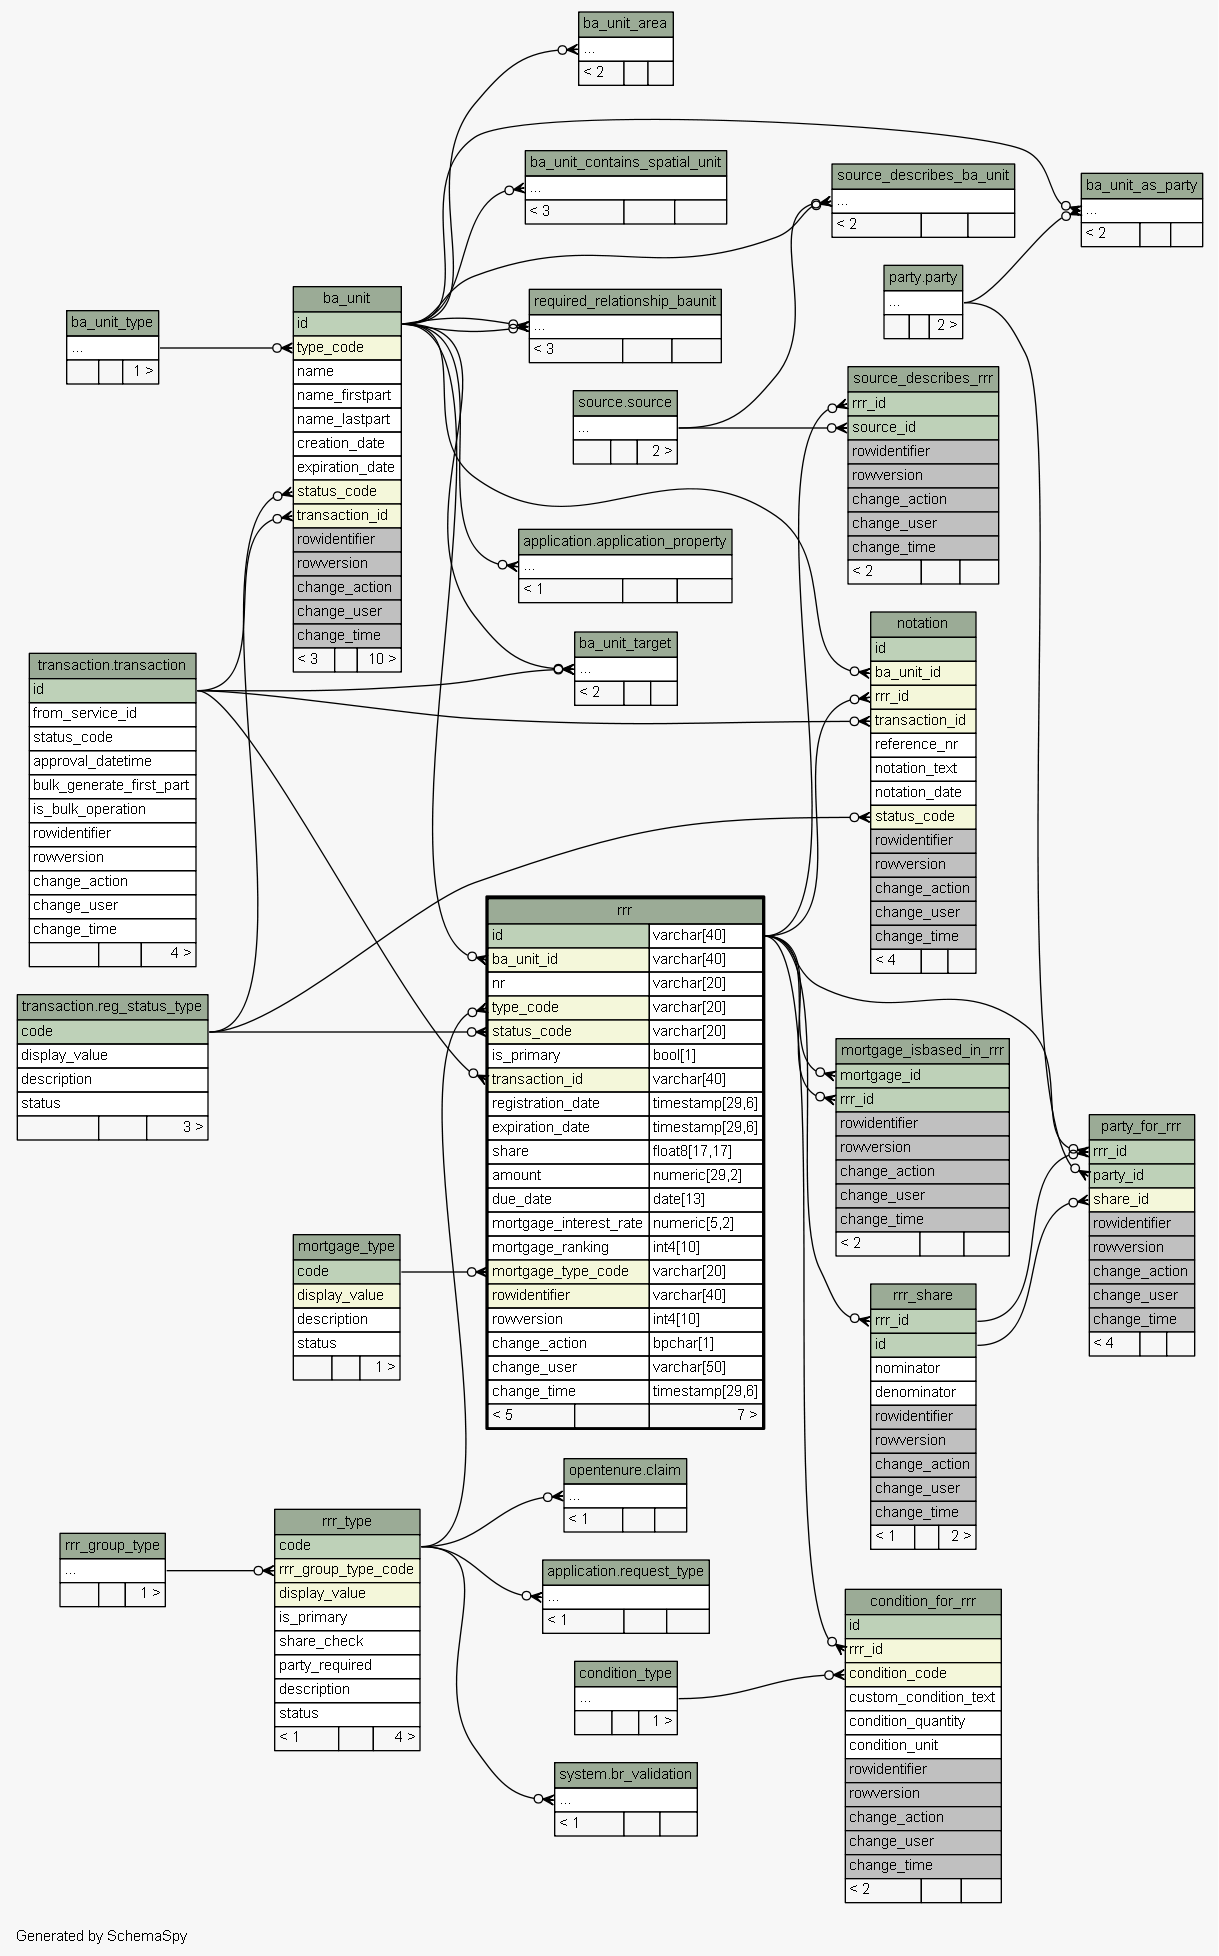 ba_unit_area
...
< 2
ba_unit_contains_spatial_unit
...
< 3
source_describes_ba_unit
...
< 2
ba_unit_as_party
...
< 2
party.party
...
2 >
ba_unit_type
...
1 >
ba_unit
id
type_code
name
name_firstpart
name_lastpart
creation_date
expiration_date
status_code
transaction_id
rowidentifier
rowversion
change_action
change_user
change_time
< 3 10 >
required_relationship_baunit
...
< 3
source.source
...
2 >
source_describes_rrr
rrr_id
source_id
rowidentifier
rowversion
change_action
change_user
change_time
< 2
application.application_property
...
< 1
ba_unit_target
...
< 2
notation
id
ba_unit_id
rrr_id
transaction_id
reference_nr
notation_text
notation_date
status_code
rowidentifier
rowversion
change_action
change_user
change_time
< 4
transaction.transaction
id
from_service_id
status_code
approval_datetime
bulk_generate_first_part
is_bulk_operation
rowidentifier
rowversion
change_action
change_user
change_time
4 >
transaction.reg_status_type
code
display_value
description
status
3 >
rrr
id varchar[40]
ba_unit_id varchar[40]
nr varchar[20]
type_code varchar[20]
status_code varchar[20]
is_primary bool[1]
transaction_id varchar[40]
registration_date timestamp[29,6]
expiration_date timestamp[29,6]
share float8[17,17]
amount numeric[29,2]
due_date date[13]
mortgage_interest_rate numeric[5,2]
mortgage_ranking int4[10]
mortgage_type_code varchar[20]
rowidentifier varchar[40]
rowversion int4[10]
change_action bpchar[1]
change_user varchar[50]
change_time timestamp[29,6]
< 5 7 >
mortgage_isbased_in_rrr
mortgage_id
rrr_id
rowidentifier
rowversion
change_action
change_user
change_time
< 2
party_for_rrr
rrr_id
party_id
share_id
rowidentifier
rowversion
change_action
change_user
change_time
< 4
mortgage_type
code
display_value
description
status
1 >
rrr_share
rrr_id
id
nominator
denominator
rowidentifier
rowversion
change_action
change_user
change_time
< 1 2 >
opentenure.claim
...
< 1
rrr_group_type
...
1 >
rrr_type
code
rrr_group_type_code
display_value
is_primary
share_check
party_required
description
status
< 1 4 >
application.request_type
...
< 1
condition_type
...
1 >
condition_for_rrr
id
rrr_id
condition_code
custom_condition_text
condition_quantity
condition_unit
rowidentifier
rowversion
change_action
change_user
change_time
< 2
system.br_validation
...
< 1
Generated by SchemaSpy